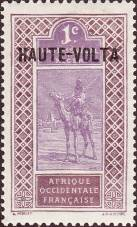 1c
HAUTE-VOLTA
AFRIQUE
OCCIDENTALE
FRANÇAISE